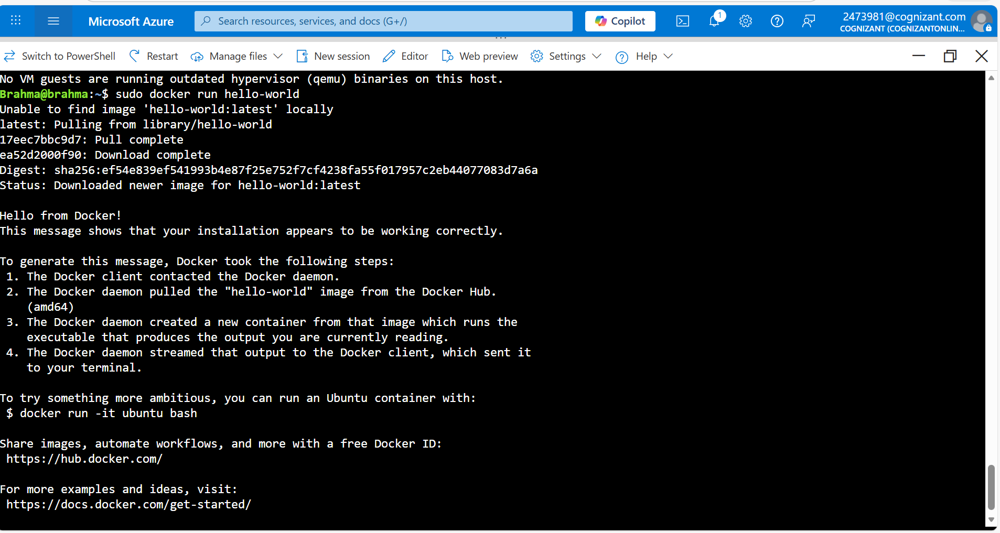 Microsoft Azure
Search resources, services, and docs (G+/)
Copilot
1
2473981@cognizant.com
COGNIZANT (COGNIZANTONLIN...
Switch to PowerShell
Restart
Manage files
New session
Editor
Web preview
Settings
Help
No VM guests are running outdated hypervisor (qemu) binaries on this host.
Brahma@brahma:~$ sudo docker run hello-world
Unable to find image 'hello-world:latest' locally
latest: Pulling from library/hello-world
17eec7bbc9d7: Pull complete
ea52d2000f90: Download complete
Digest: sha256:ef54e839ef541993b4e87f25e752f7cf4238fa55f017957c2eb44077083d7a6a
Status: Downloaded newer image for hello-world:latest
Hello from Docker!
This message shows that your installation appears to be working correctly.
To generate this message, Docker took the following steps:
1. The Docker client contacted the Docker daemon.
2. The Docker daemon pulled the "hello-world" image from the Docker Hub.
(amd64)
3. The Docker daemon created a new container from that image which runs the
executable that produces the output you are currently reading.
4. The Docker daemon streamed that output to the Docker client, which sent it
to your terminal.
To try something more ambitious, you can run an Ubuntu container with:
$ docker run -it ubuntu bash
Share images, automate workflows, and more with a free Docker ID:
https://hub.docker.com/
For more examples and ideas, visit:
https://docs.docker.com/get-started/